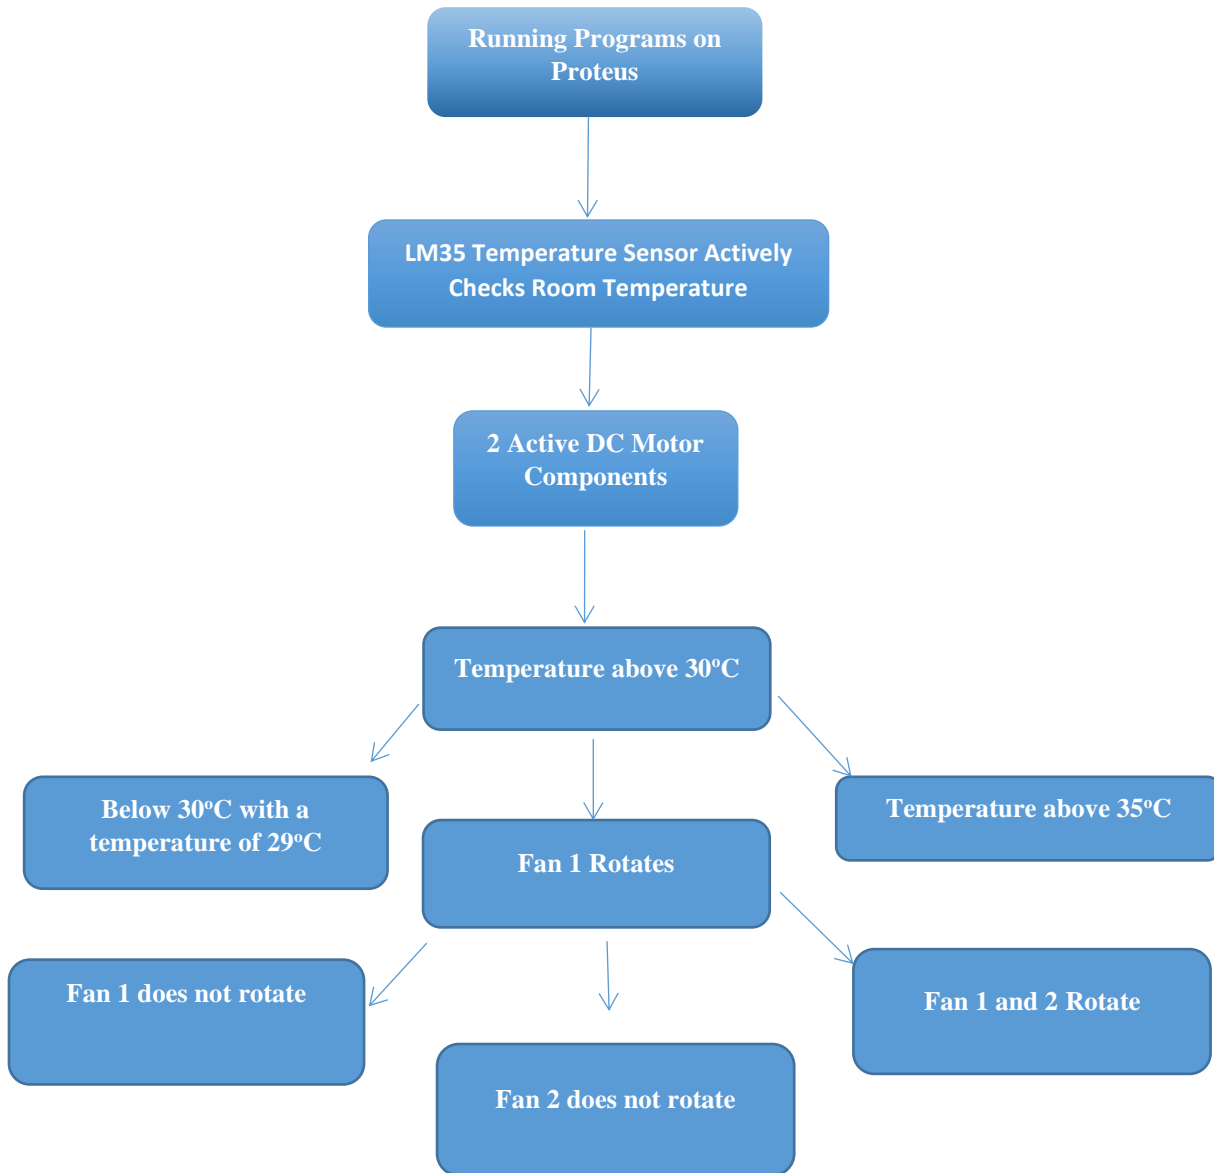 Running Programs on
Proteus
LM35 Temperature Sensor Actively
Checks Room Temperature
2 Active DC Motor
Components
Temperature above 30ºC
Below 30ºC with a
temperature of 29ºC
Temperature above 35ºC
Fan 1 Rotates
Fan 1 does not rotate
Fan 1 and 2 Rotate
Fan 2 does not rotate